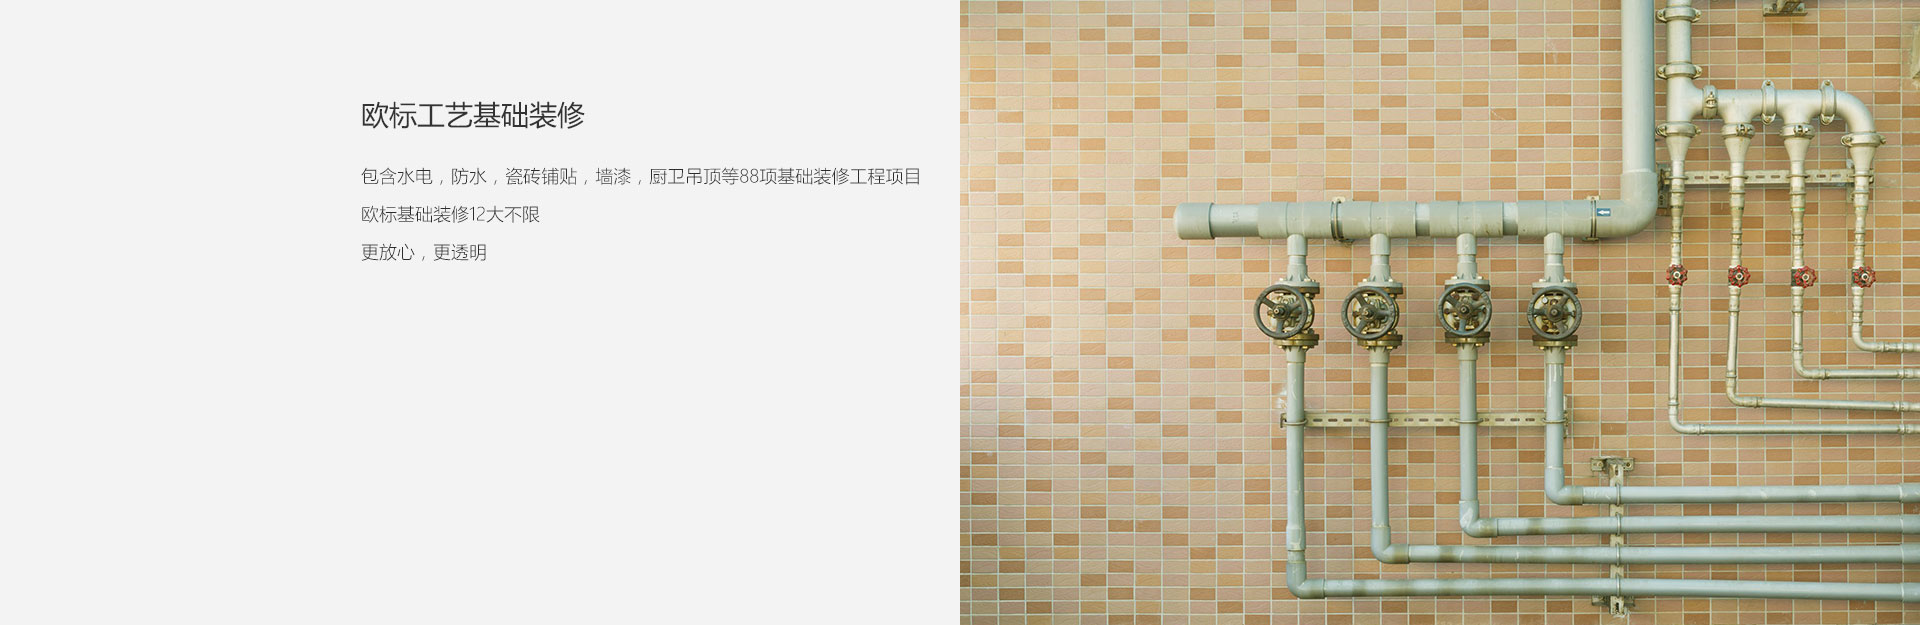 欧标工艺基础装修
包含水电，防水，瓷砖铺贴，墙漆，厨卫吊顶等88项基础装修工程项目
欧标基础装修12大不限
更放心，更透明